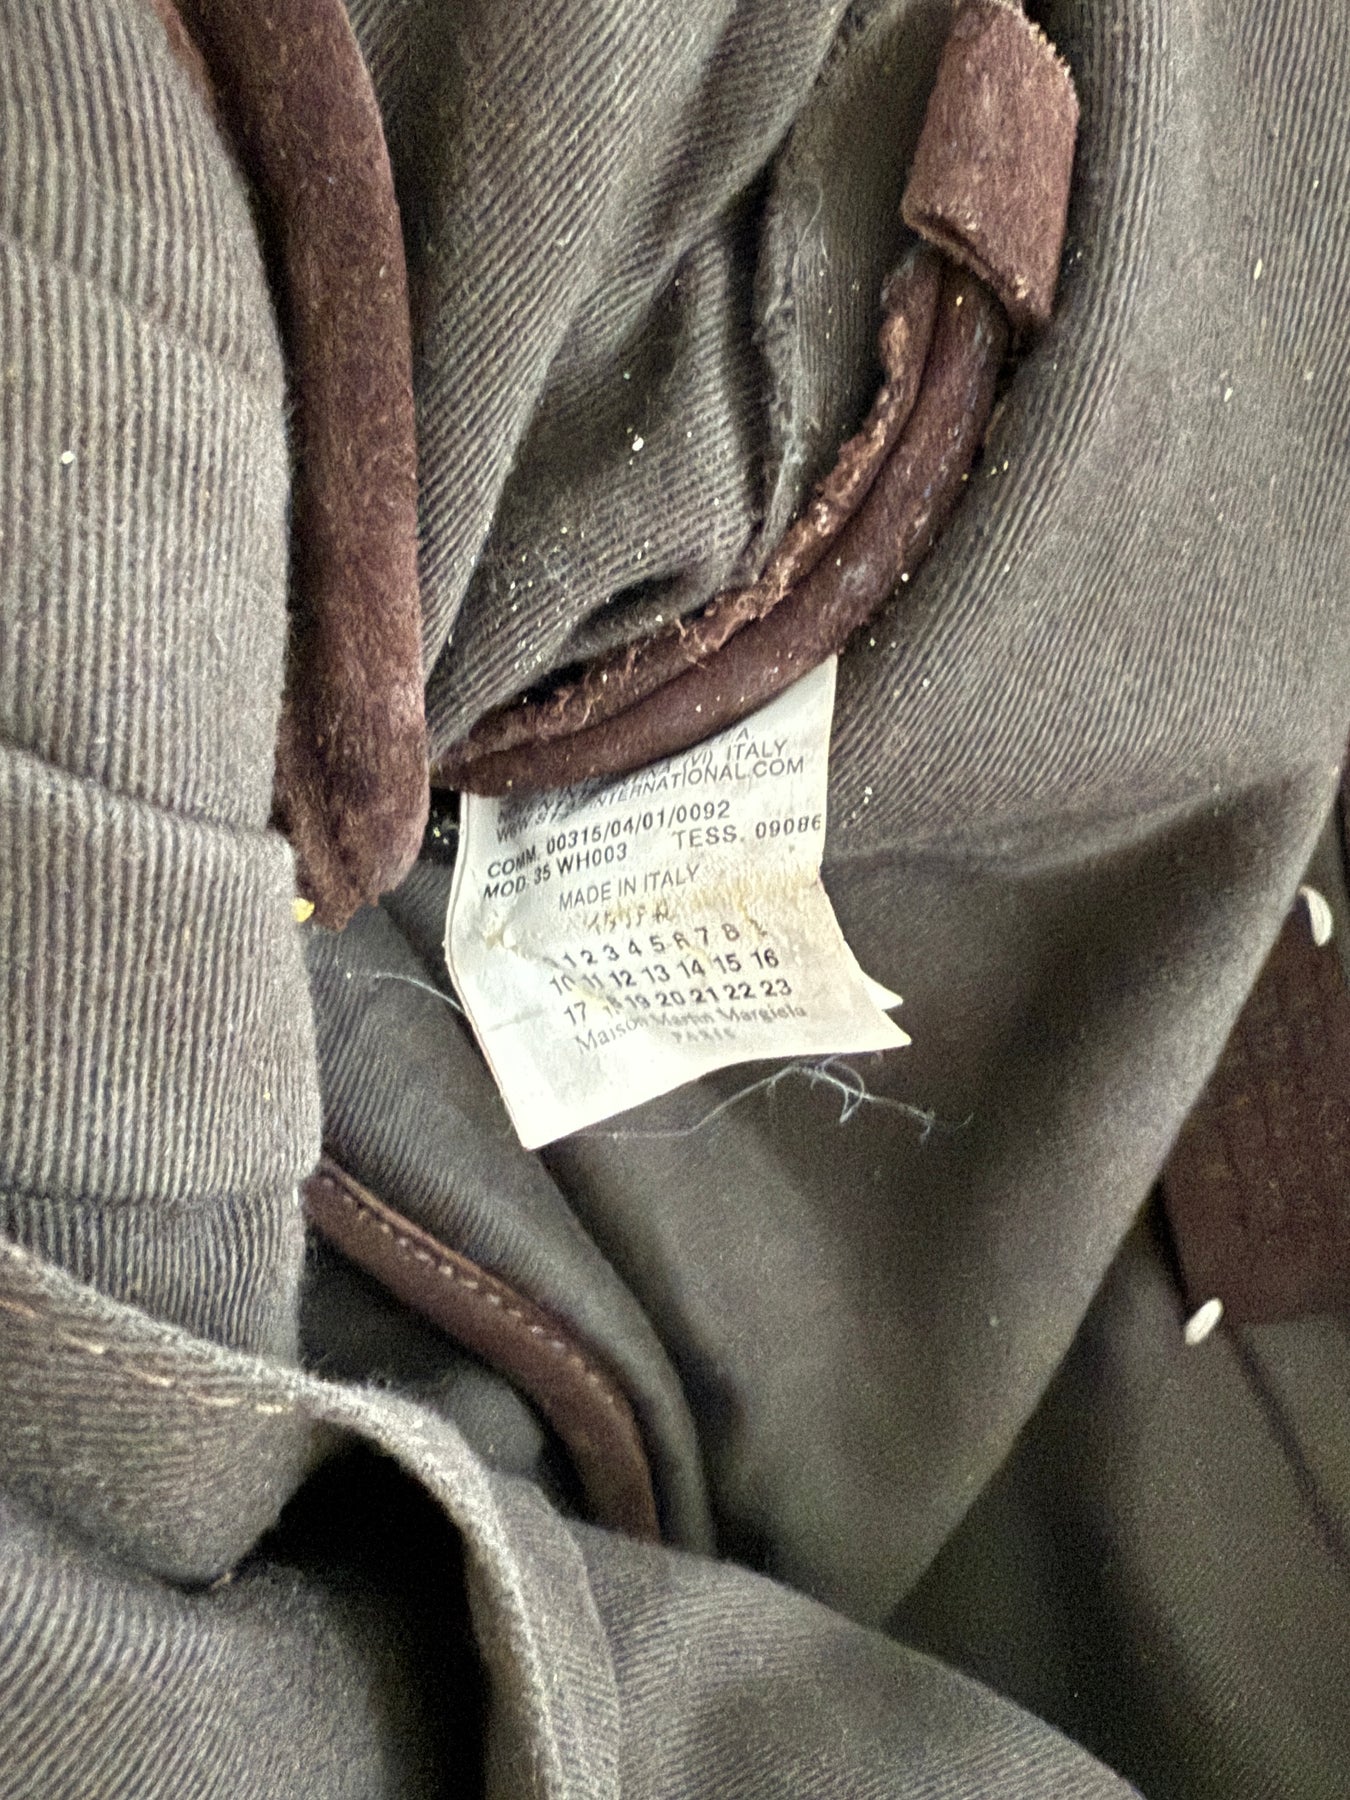 A.
(VI) ITALY
INTERNATIONAL.COM
COMM. 00315/04/01/0092
MOD. 35 WH003 TESS. 09086
MADE IN ITALY
1 2 3 4 5 6 7 8
10 11 12 13 14 15 16
17 18 19 20 21 22 23
Maison Martin Margiela
PARIS